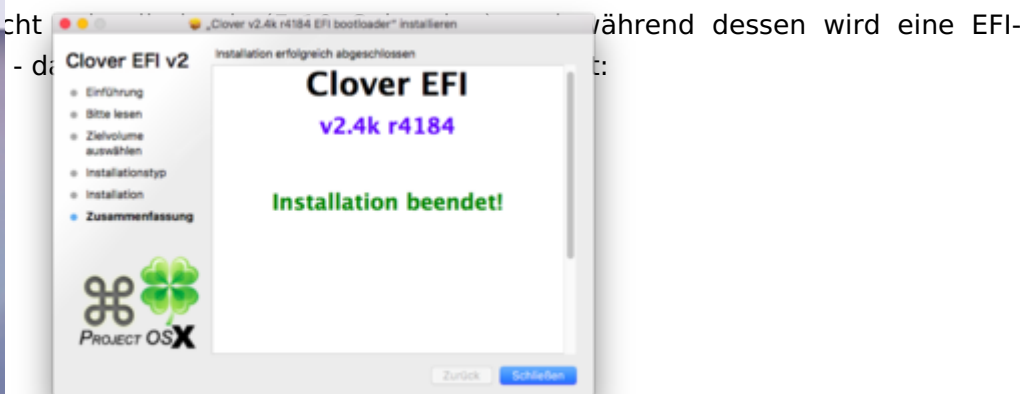 cht während dessen wird eine EFI-
- da t:
„Clover v2.4k r4184 EFI bootloader“ installieren
Clover EFI v2
Installation erfolgreich abgeschlossen
Einführung
Bitte lesen
Zielvolume
auswählen
Installationstyp
Installation
Zusammenfassung
Clover EFI
v2.4k r4184
Installation beendet!
PROJECT OSX
Zurück
Schließen